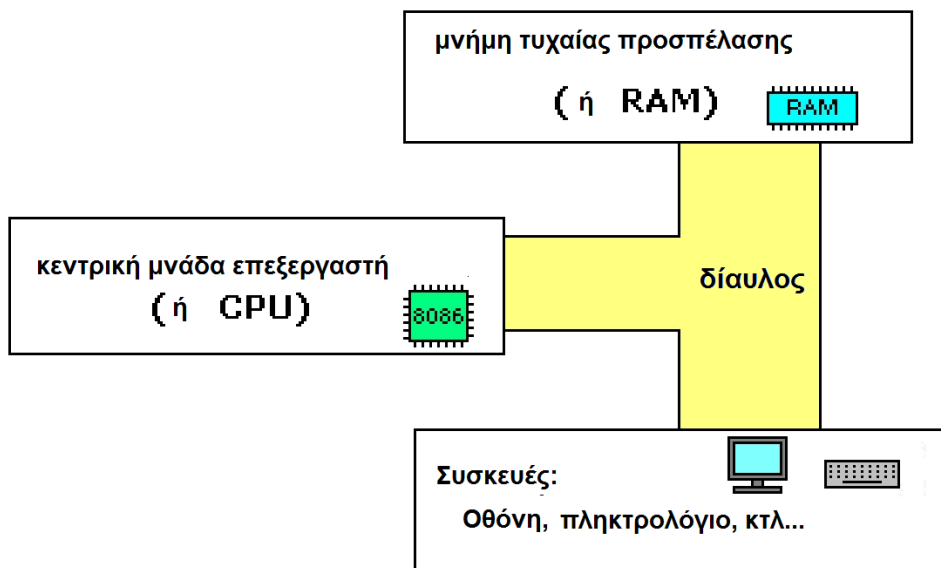 μνήμη τυχαίας προσπέλασης
(ή RAM)
RAM
κεντρική μνάδα επεξεργαστή
(ή CPU)
8086
δίαυλος
Συσκευές:
Οθόνη, πληκτρολόγιο, κτλ...